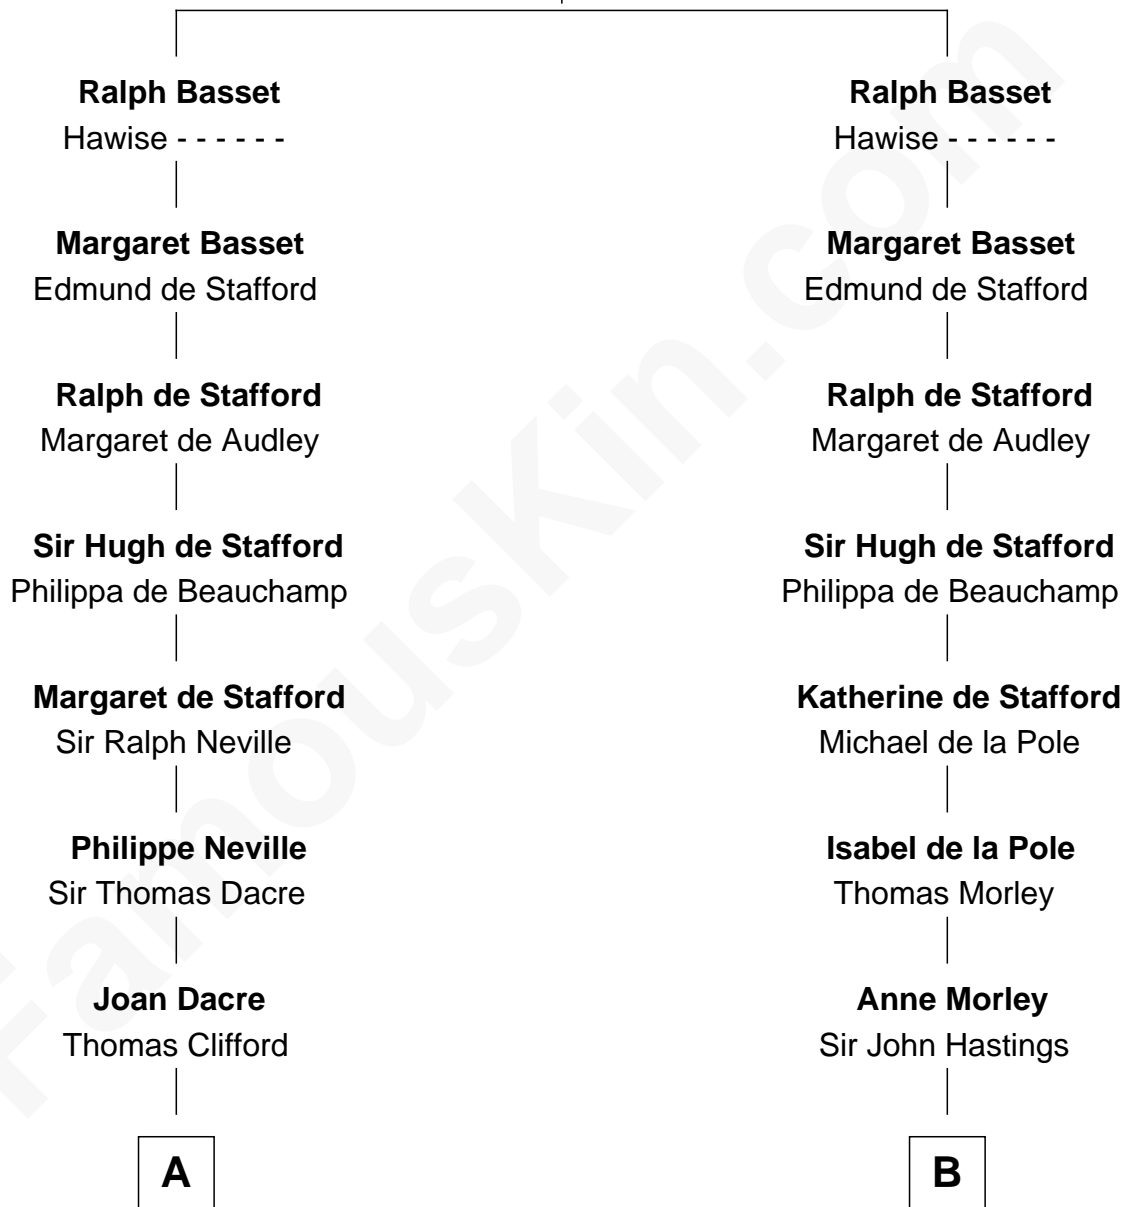 Ralph Basset
Hawise - - - - - -
Margaret Basset
Edmund de Stafford
Ralph de Stafford
Margaret de Audley
Sir Hugh de Stafford
Philippa de Beauchamp
Margaret de Stafford
Sir Ralph Neville
Philippe Neville
Sir Thomas Dacre
Joan Dacre
Thomas Clifford
A
Ralph Basset
Hawise - - - - - -
Margaret Basset
Edmund de Stafford
Ralph de Stafford
Margaret de Audley
Sir Hugh de Stafford
Philippa de Beauchamp
Katherine de Stafford
Michael de la Pole
Isabel de la Pole
Thomas Morley
Anne Morley
Sir John Hastings
B
FamousKin.com